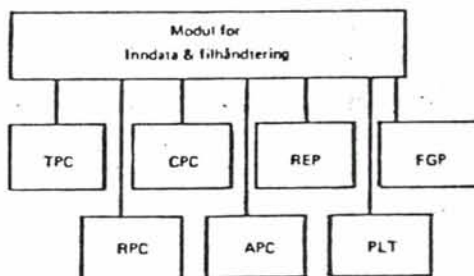 Modul for
Inndata & filhåndtering
TPC CPC REP FGP
RPC APC PLT